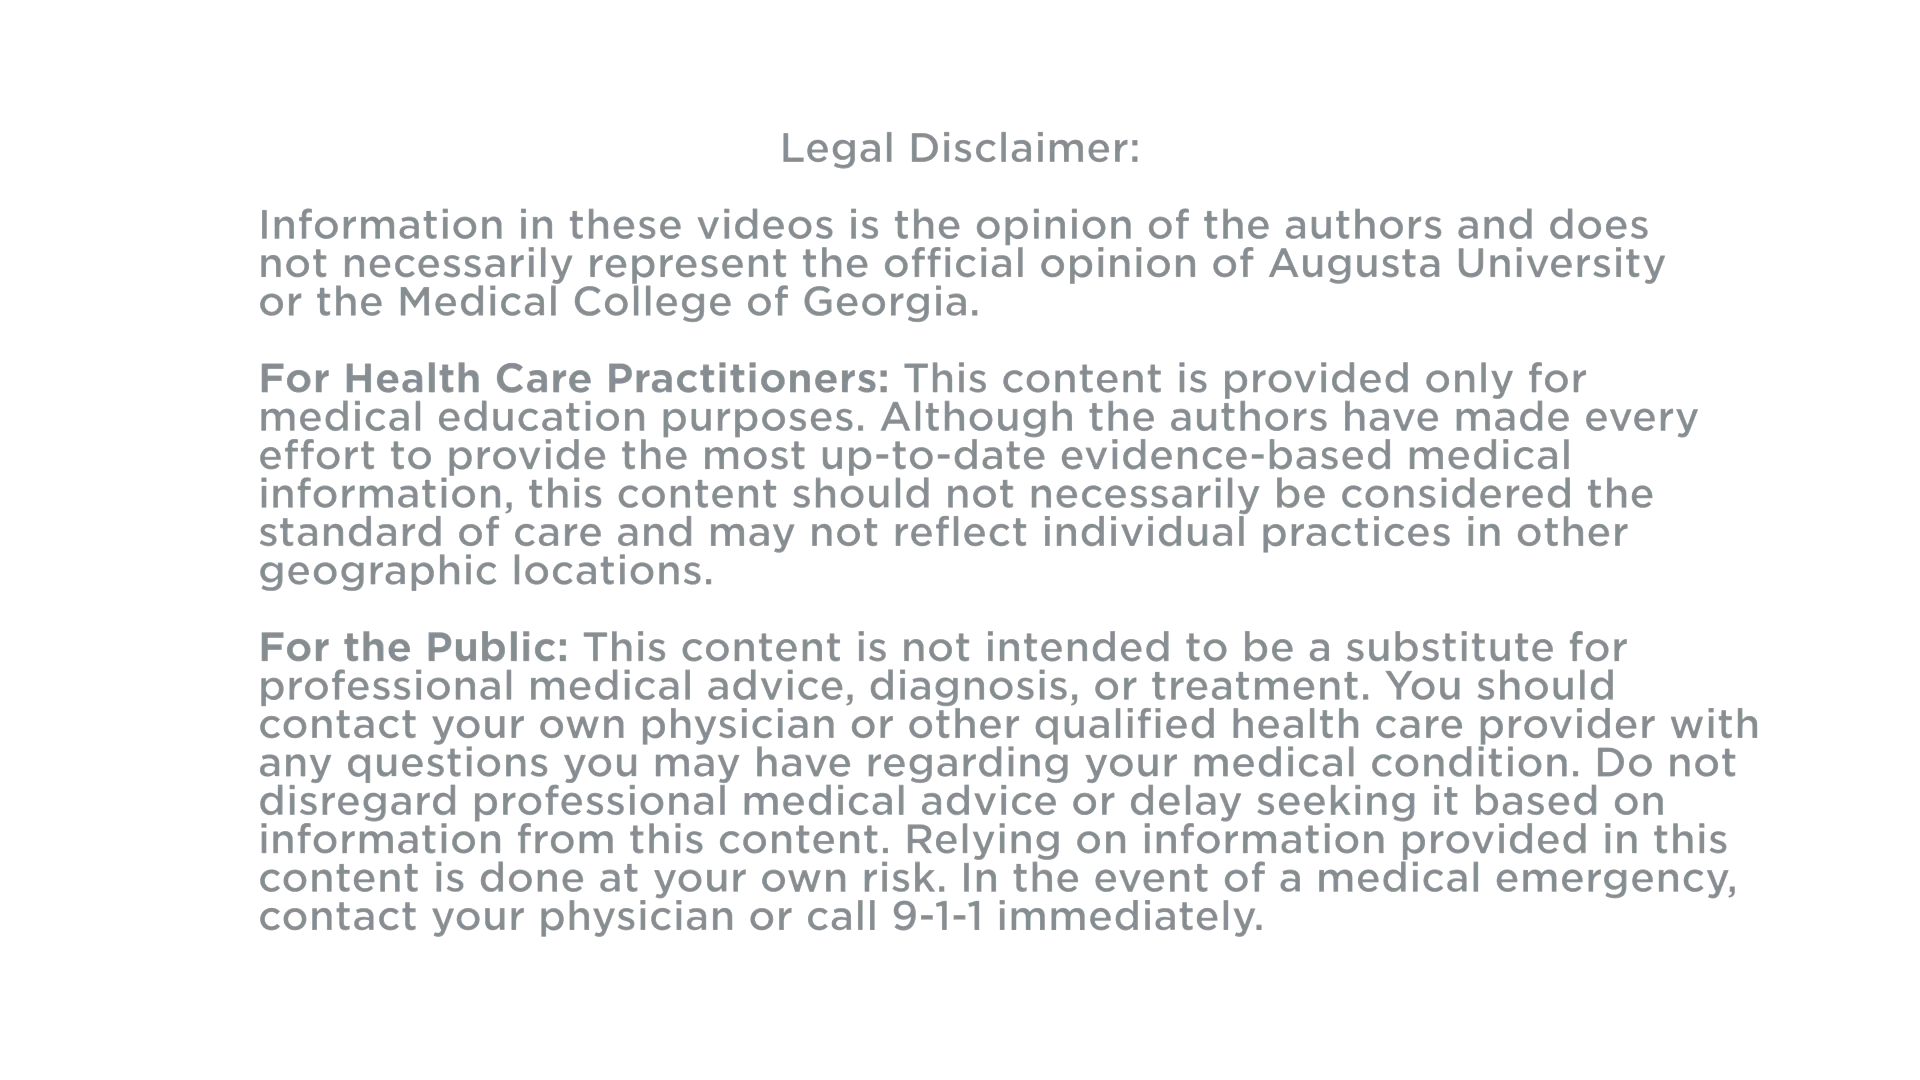 Legal Disclaimer:
Information in these videos is the opinion of the authors and does
not necessarily represent the official opinion of Augusta University
or the Medical College of Georgia.
For Health Care Practitioners: This content is provided only for
medical education purposes. Although the authors have made every
effort to provide the most up-to-date evidence-based medical
information, this content should not necessarily be considered the
standard of care and may not reflect individual practices in other
geographic locations.
For the Public: This content is not intended to be a substitute for
professional medical advice, diagnosis, or treatment. You should
contact your own physician or other qualified health care provider with
any questions you may have regarding your medical condition. Do not
disregard professional medical advice or delay seeking it based on
information from this content. Relying on information provided in this
content is done at your own risk. In the event of a medical emergency,
contact your physician or call 9-1-1 immediately.